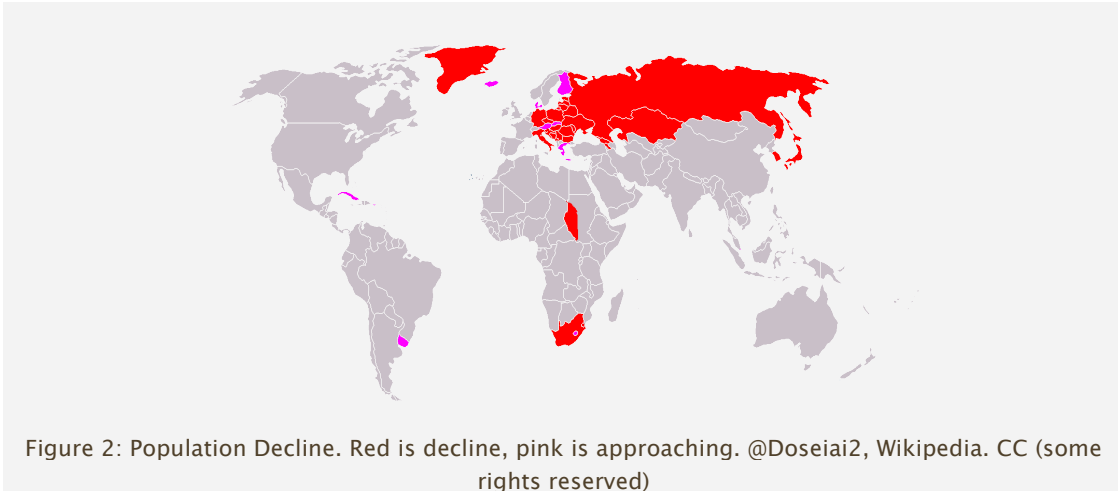 Figure 2: Population Decline. Red is decline, pink is approaching. @Doseiai2, Wikipedia. CC (some
rights reserved)